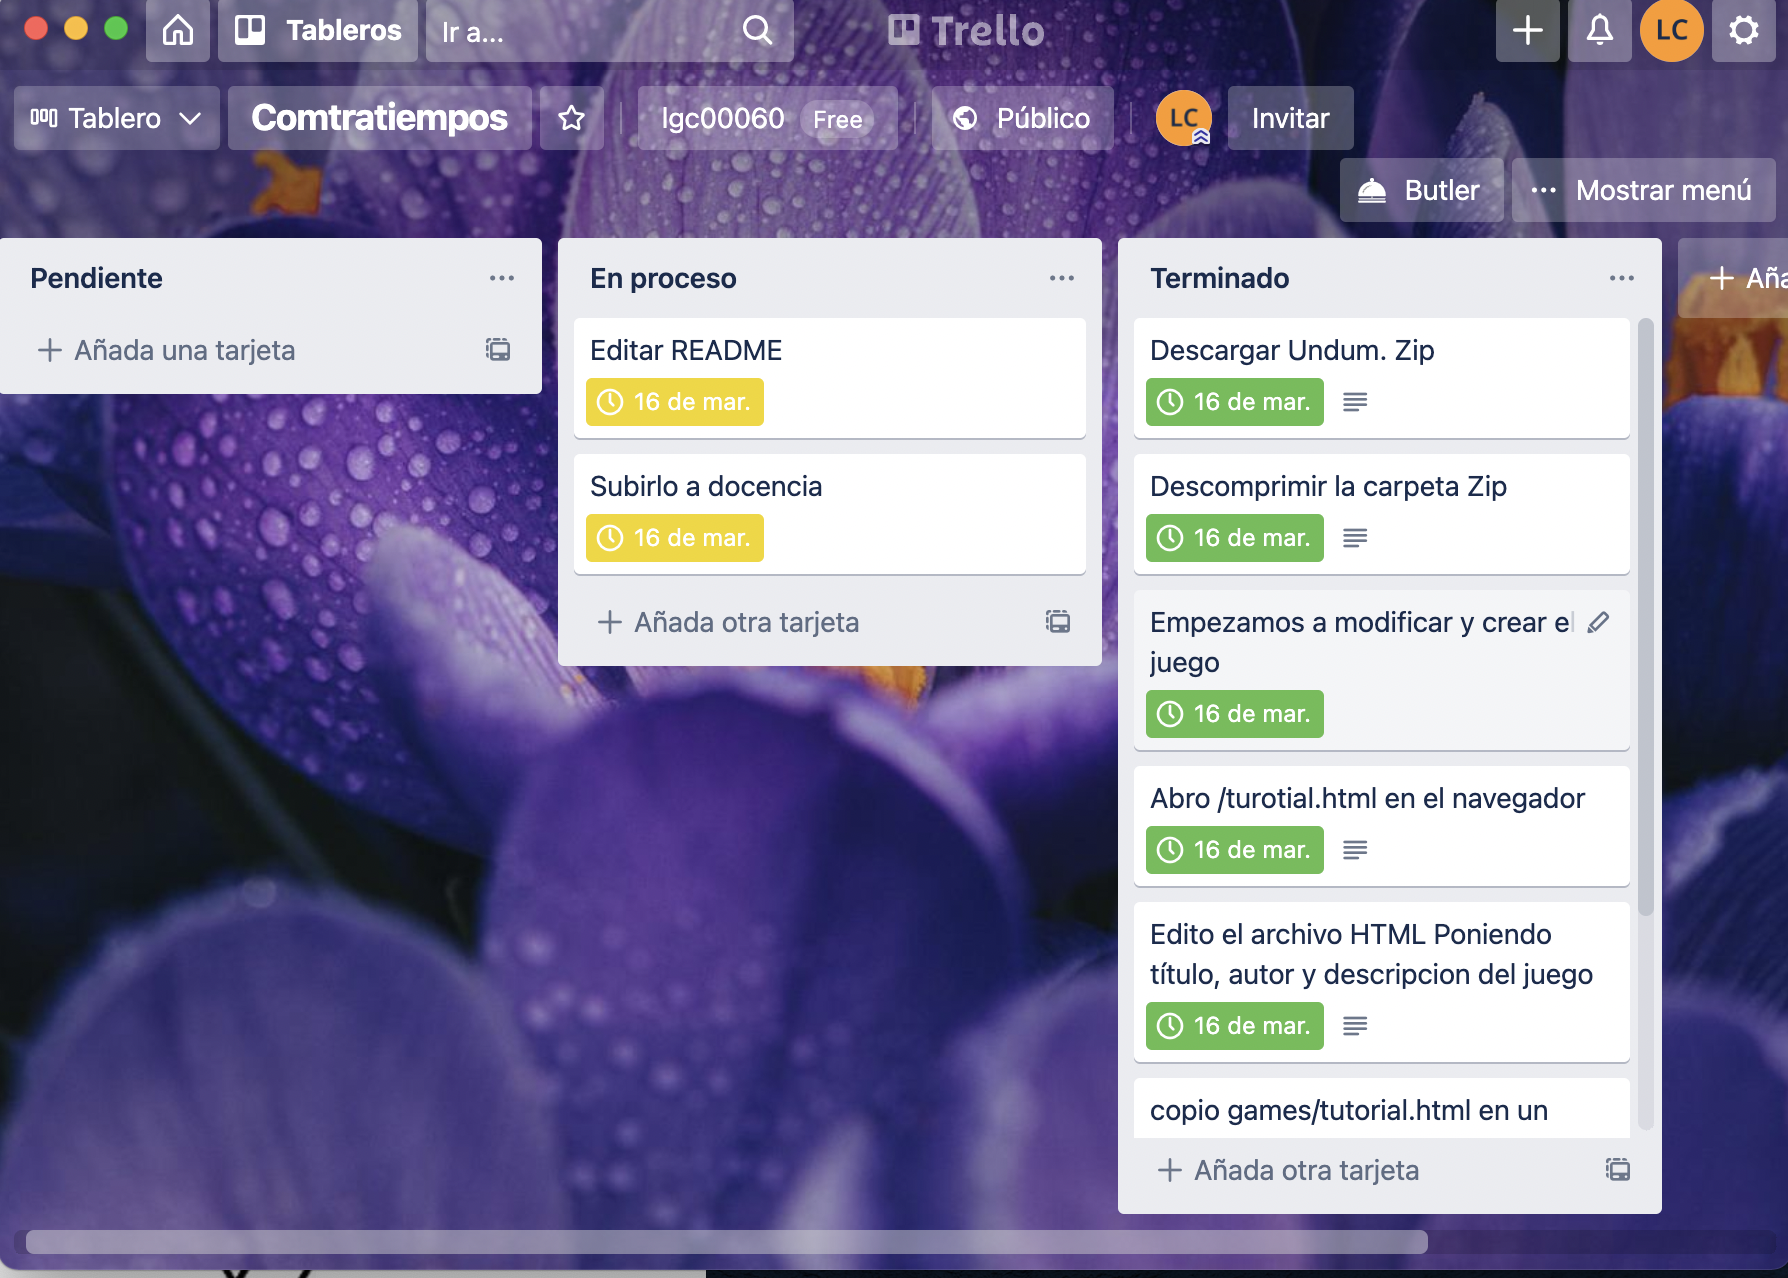 Tableros
Ir a...
Trello
LC
Tablero
Comtratiempos
lgc00060
Free
Público
LC
Invitar
Butler
Mostrar menú
Pendiente
Añada una tarjeta
En proceso
Editar README
16 de mar.
Subirlo a docencia
16 de mar.
Añada otra tarjeta
Terminado
Descargar Undum. Zip
16 de mar.
Descomprimir la carpeta Zip
16 de mar.
Empezamos a modificar y crear el
juego
16 de mar.
Abro /turotial.html en el navegador
16 de mar.
Edito el archivo HTML Poniendo
título, autor y descripcion del juego
16 de mar.
copio games/tutorial.html en un
Añada otra tarjeta